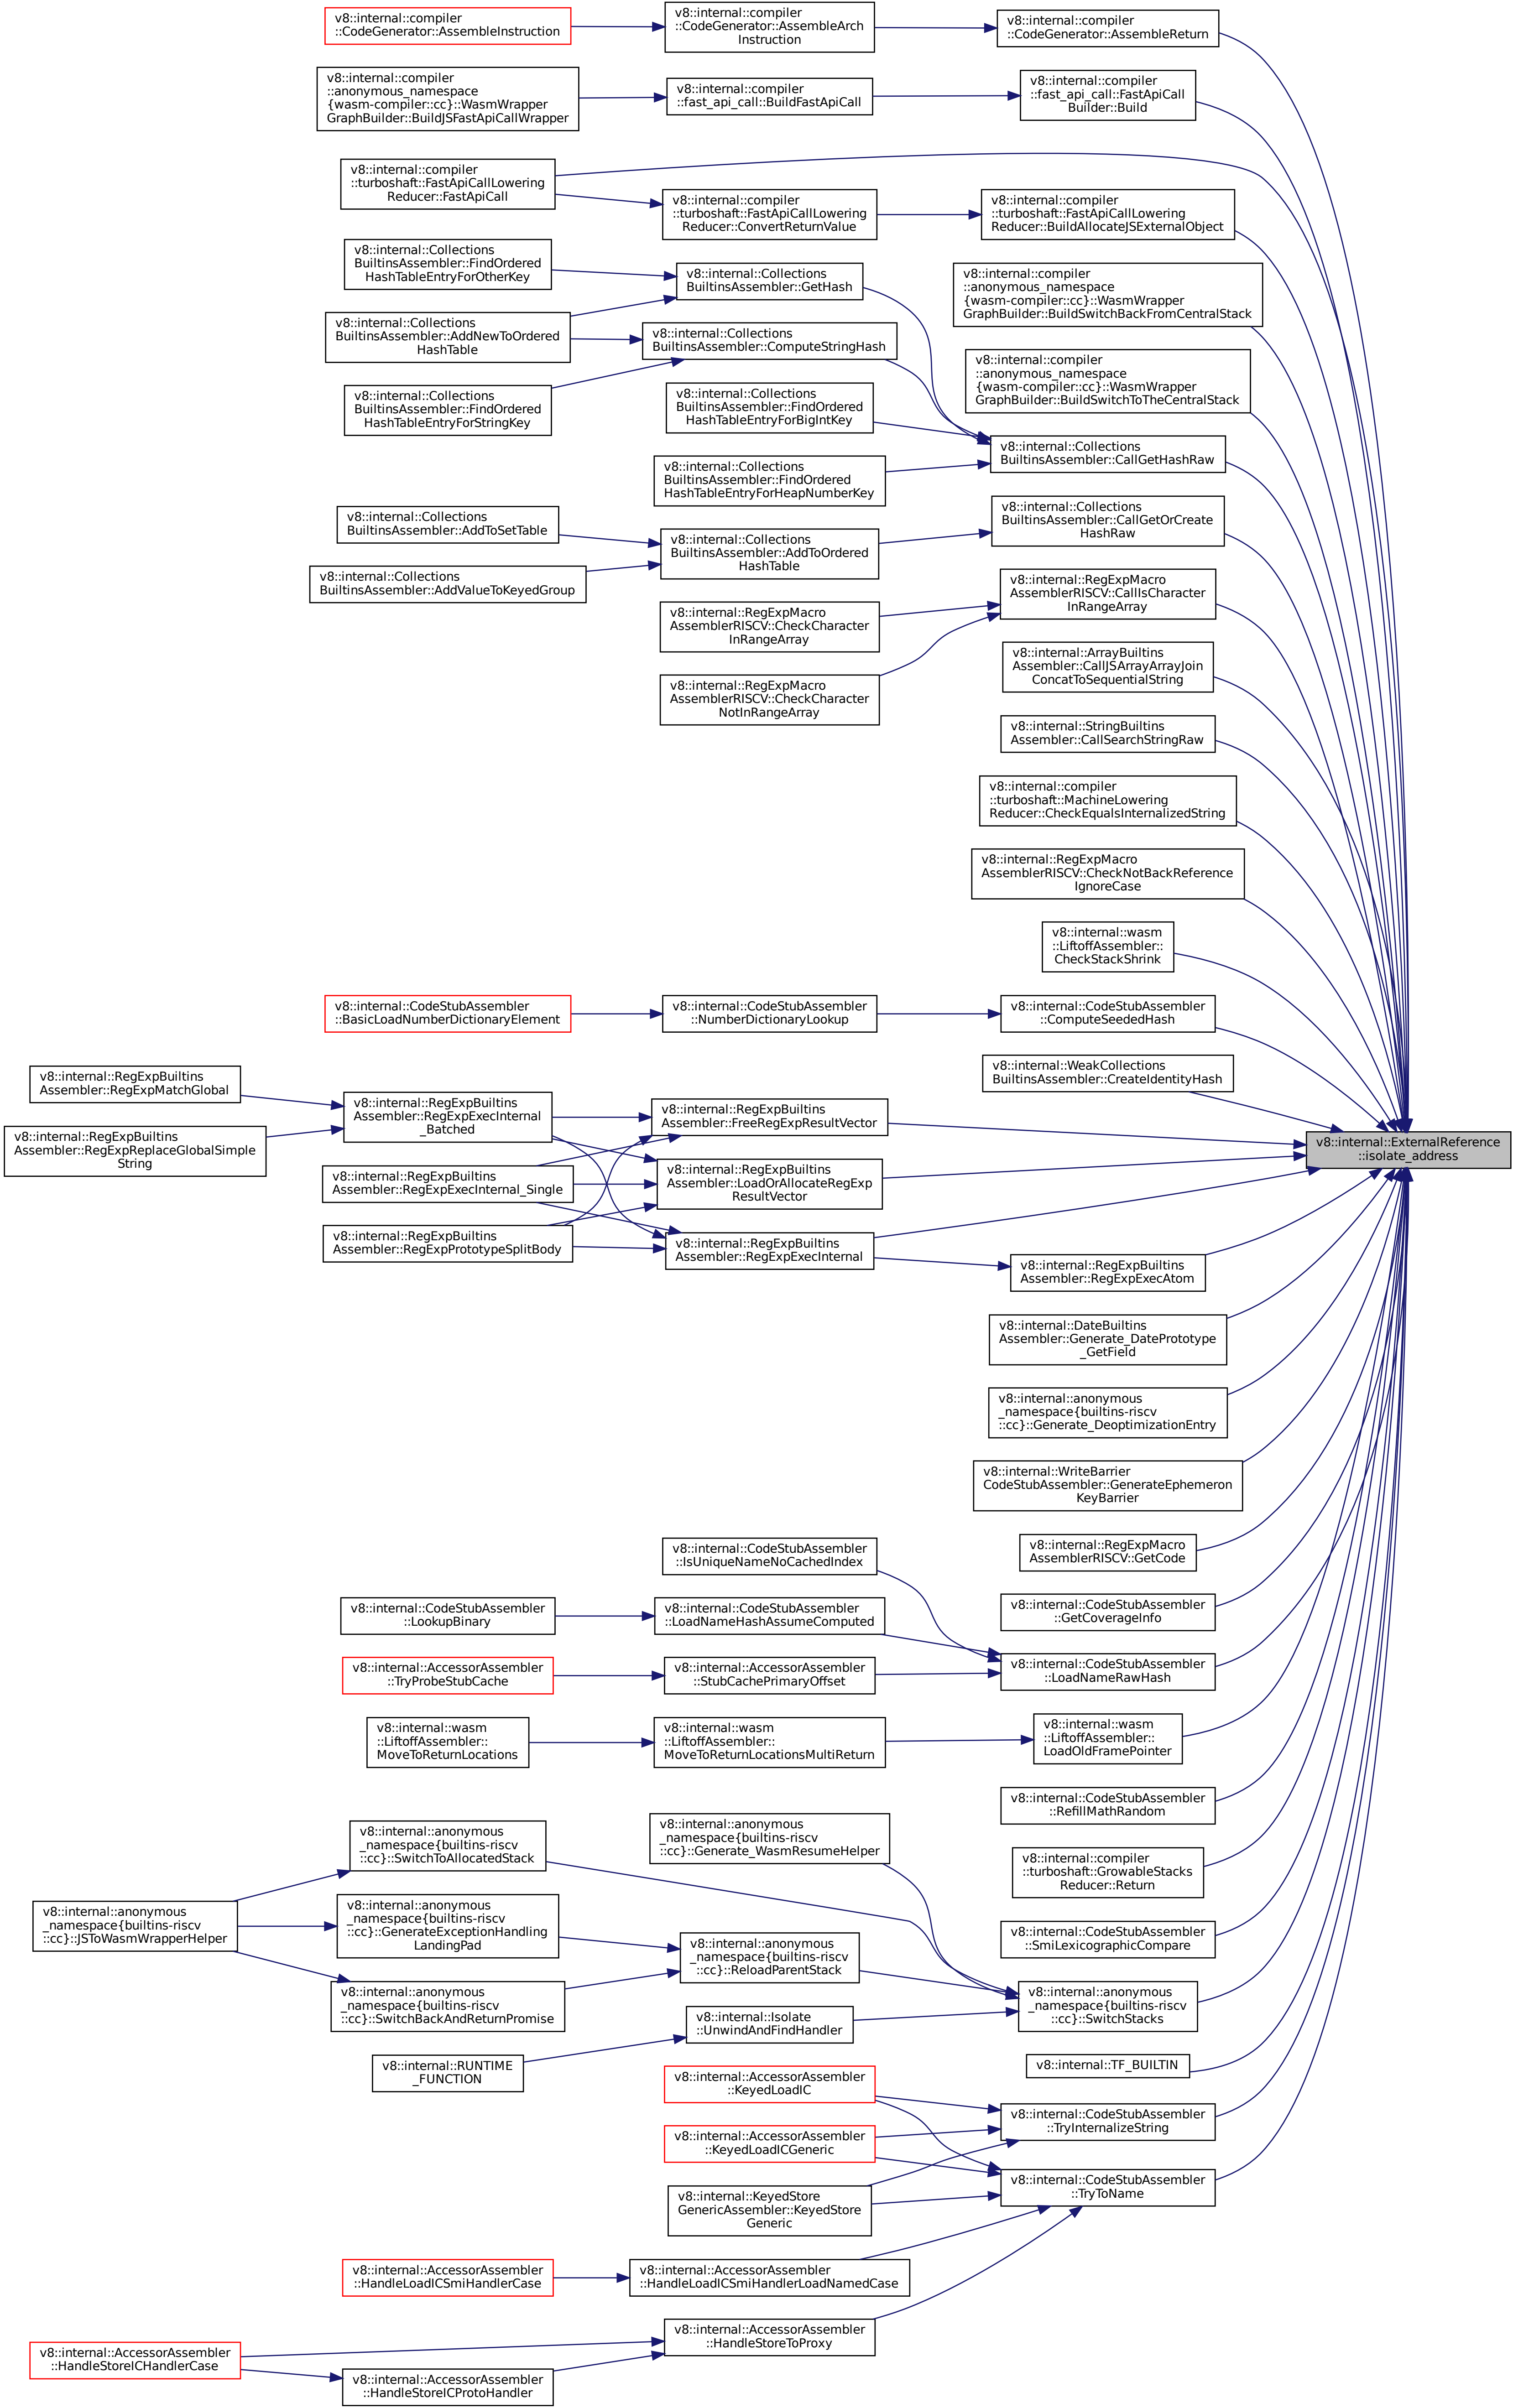 v8::internal::compiler
::CodeGenerator::AssembleInstruction
v8::internal::compiler
::CodeGenerator::AssembleArch
Instruction
v8::internal::compiler
::CodeGenerator::AssembleReturn
v8::internal::compiler
::anonymous_namespace
{wasm-compiler::cc}::WasmWrapper
GraphBuilder::BuildJSFastApiCallWrapper
v8::internal::compiler
::fast_api_call::BuildFastApiCall
v8::internal::compiler
::fast_api_call::FastApiCall
Builder::Build
v8::internal::compiler
::turboshaft::FastApiCallLowering
Reducer::FastApiCall
v8::internal::compiler
::turboshaft::FastApiCallLowering
Reducer::ConvertReturnValue
v8::internal::compiler
::turboshaft::FastApiCallLowering
Reducer::BuildAllocateJSExternalObject
v8::internal::Collections
BuiltinsAssembler::FindOrdered
HashTableEntryForOtherKey
v8::internal::Collections
BuiltinsAssembler::GetHash
v8::internal::compiler
::anonymous_namespace
{wasm-compiler::cc}::WasmWrapper
GraphBuilder::BuildSwitchBackFromCentralStack
v8::internal::Collections
BuiltinsAssembler::AddNewToOrdered
HashTable
v8::internal::Collections
BuiltinsAssembler::ComputeStringHash
v8::internal::compiler
::anonymous_namespace
{wasm-compiler::cc}::WasmWrapper
GraphBuilder::BuildSwitchToTheCentralStack
v8::internal::Collections
BuiltinsAssembler::FindOrdered
HashTableEntryForStringKey
v8::internal::Collections
BuiltinsAssembler::FindOrdered
HashTableEntryForBigIntKey
v8::internal::Collections
BuiltinsAssembler::CallGetHashRaw
v8::internal::Collections
BuiltinsAssembler::FindOrdered
HashTableEntryForHeapNumberKey
v8::internal::Collections
BuiltinsAssembler::AddToSetTable
v8::internal::Collections
BuiltinsAssembler::AddToOrdered
HashTable
v8::internal::Collections
BuiltinsAssembler::CallGetOrCreate
HashRaw
v8::internal::Collections
BuiltinsAssembler::AddValueToKeyedGroup
v8::internal::RegExpMacro
AssemblerRISCV::CheckCharacter
InRangeArray
v8::internal::RegExpMacro
AssemblerRISCV::CallIsCharacter
InRangeArray
v8::internal::RegExpMacro
AssemblerRISCV::CheckCharacter
NotInRangeArray
v8::internal::ArrayBuiltins
Assembler::CallJSArrayArrayJoin
ConcatToSequentialString
v8::internal::StringBuiltins
Assembler::CallSearchStringRaw
v8::internal::compiler
::turboshaft::MachineLowering
Reducer::CheckEqualsInternalizedString
v8::internal::RegExpMacro
AssemblerRISCV::CheckNotBackReference
IgnoreCase
v8::internal::wasm
::LiftoffAssembler::
CheckStackShrink
v8::internal::CodeStubAssembler
::BasicLoadNumberDictionaryElement
v8::internal::CodeStubAssembler
::NumberDictionaryLookup
v8::internal::CodeStubAssembler
::ComputeSeededHash
v8::internal::WeakCollections
BuiltinsAssembler::CreateIdentityHash
v8::internal::RegExpBuiltins
Assembler::RegExpMatchGlobal
v8::internal::RegExpBuiltins
Assembler::RegExpExecInternal
_Batched
v8::internal::RegExpBuiltins
Assembler::FreeRegExpResultVector
v8::internal::ExternalReference
::isolate_address
v8::internal::RegExpBuiltins
Assembler::RegExpReplaceGlobalSimple
String
v8::internal::RegExpBuiltins
Assembler::RegExpExecInternal_Single
v8::internal::RegExpBuiltins
Assembler::LoadOrAllocateRegExp
ResultVector
v8::internal::RegExpBuiltins
Assembler::RegExpPrototypeSplitBody
v8::internal::RegExpBuiltins
Assembler::RegExpExecInternal
v8::internal::RegExpBuiltins
Assembler::RegExpExecAtom
v8::internal::DateBuiltins
Assembler::Generate_DatePrototype
_GetField
v8::internal::anonymous
_namespace{builtins-riscv
::cc}::Generate_DeoptimizationEntry
v8::internal::WriteBarrier
CodeStubAssembler::GenerateEphemeron
KeyBarrier
v8::internal::RegExpMacro
AssemblerRISCV::GetCode
v8::internal::CodeStubAssembler
::IsUniqueNameNoCachedIndex
v8::internal::CodeStubAssembler
::GetCoverageInfo
v8::internal::CodeStubAssembler
::LookupBinary
v8::internal::CodeStubAssembler
::LoadNameHashAssumeComputed
v8::internal::CodeStubAssembler
::LoadNameRawHash
v8::internal::AccessorAssembler
::TryProbeStubCache
v8::internal::AccessorAssembler
::StubCachePrimaryOffset
v8::internal::wasm
::LiftoffAssembler::
MoveToReturnLocations
v8::internal::wasm
::LiftoffAssembler::
MoveToReturnLocationsMultiReturn
v8::internal::wasm
::LiftoffAssembler::
LoadOldFramePointer
v8::internal::CodeStubAssembler
::RefillMathRandom
v8::internal::anonymous
_namespace{builtins-riscv
::cc}::SwitchToAllocatedStack
v8::internal::anonymous
_namespace{builtins-riscv
::cc}::Generate_WasmResumeHelper
v8::internal::compiler
::turboshaft::GrowableStacks
Reducer::Return
v8::internal::anonymous
_namespace{builtins-riscv
::cc}::JSToWasmWrapperHelper
v8::internal::anonymous
_namespace{builtins-riscv
::cc}::GenerateExceptionHandling
LandingPad
v8::internal::CodeStubAssembler
::SmiLexicographicCompare
v8::internal::anonymous
_namespace{builtins-riscv
::cc}::ReloadParentStack
v8::internal::anonymous
_namespace{builtins-riscv
::cc}::SwitchBackAndReturnPromise
v8::internal::anonymous
_namespace{builtins-riscv
::cc}::SwitchStacks
v8::internal::Isolate
::UnwindAndFindHandler
v8::internal::RUNTIME
_FUNCTION
v8::internal::TF_BUILTIN
v8::internal::AccessorAssembler
::KeyedLoadIC
v8::internal::CodeStubAssembler
::TryInternalizeString
v8::internal::AccessorAssembler
::KeyedLoadICGeneric
v8::internal::CodeStubAssembler
::TryToName
v8::internal::KeyedStore
GenericAssembler::KeyedStore
Generic
v8::internal::AccessorAssembler
::HandleLoadICSmiHandlerCase
v8::internal::AccessorAssembler
::HandleLoadICSmiHandlerLoadNamedCase
v8::internal::AccessorAssembler
::HandleStoreToProxy
v8::internal::AccessorAssembler
::HandleStoreICHandlerCase
v8::internal::AccessorAssembler
::HandleStoreICProtoHandler